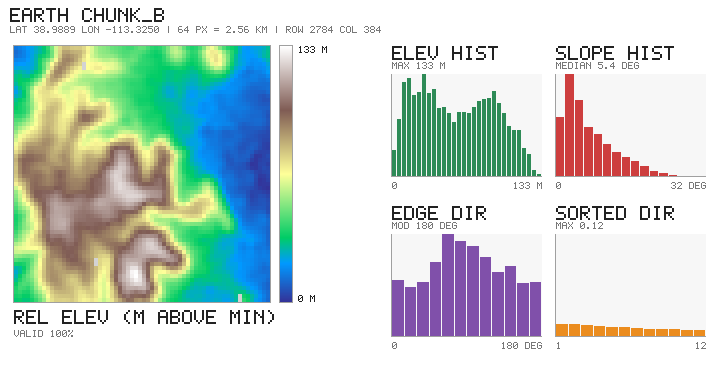 EARTH CHUNK_B
LAT 38.9889 LON -113.3250 | 64 PX = 2.56 KM | ROW 2784 COL 384
133 M
0 M
REL ELEV (M ABOVE MIN)
VALID 100%
ELEV HIST
MAX 133 M
0 133 M
SLOPE HIST
MEDIAN 5.4 DEG
0 32 DEG
EDGE DIR
MOD 180 DEG
0 180 DEG
SORTED DIR
MAX 0.12
1 12